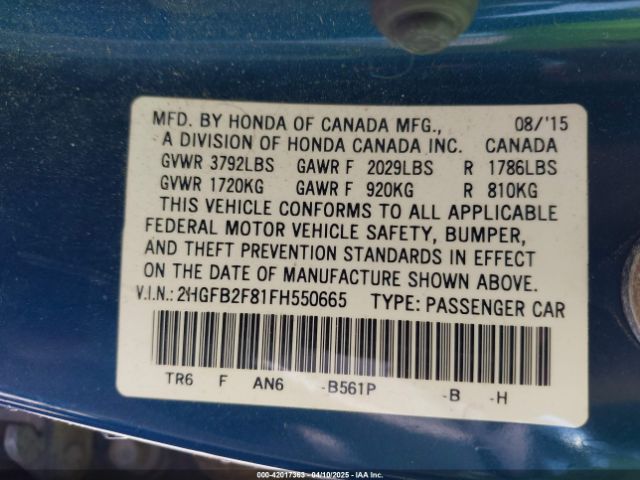 MFD. BY HONDA OF CANADA MFG., 08/'15
A DIVISION OF HONDA CANADA INC. CANADA
GVWR 3792LBS GAWR F 2029LBS R 1786LBS
GVWR 1720KG GAWR F 920KG R 810KG
THIS VEHICLE CONFORMS TO ALL APPLICABLE
FEDERAL MOTOR VEHICLE SAFETY, BUMPER,
AND THEFT PREVENTION STANDARDS IN EFFECT
ON THE DATE OF MANUFACTURE SHOWN ABOVE.
V.I.N.: 2HGFB2F81FH550665 TYPE: PASSENGER CAR
TR6 F AN6 -B561P -B -H
000-42017363 - 04/10/2025 - IAA Inc.